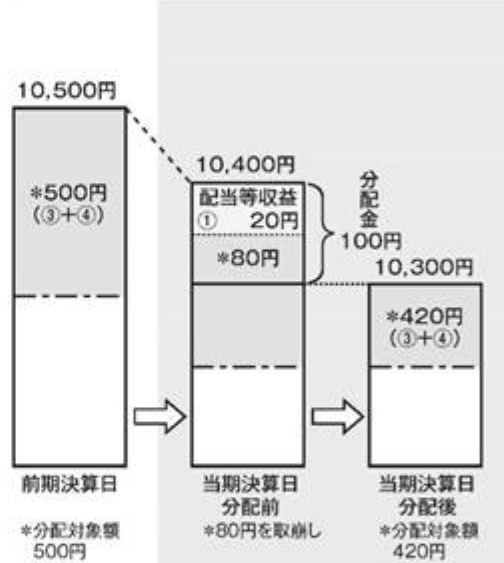 10,500円
*500円
(③+④)
前期決算日
*分配対象額
500円
10,400円
配当等収益
① 20円
*80円
分配金
100円
当期決算日
分配前
*80円を取崩し
10,300円
*420円
(③+④)
当期決算日
分配後
*分配対象額
420円